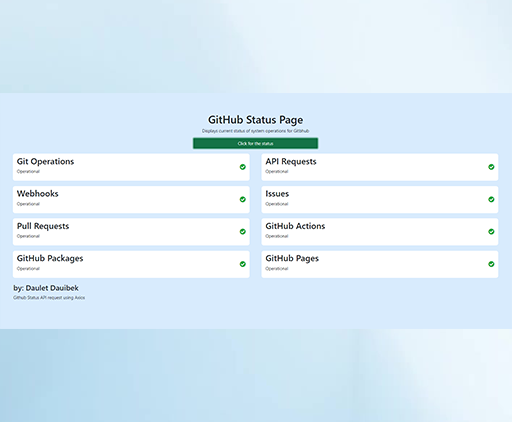 GitHub Status Page
Displays current status of system operations for GitHub
Click for the status
Git Operations
Operational
API Requests
Operational
Webhooks
Operational
Issues
Operational
Pull Requests
Operational
GitHub Actions
Operational
GitHub Packages
Operational
GitHub Pages
Operational
by: Daulet Dauibek
Github Status API request using Axios